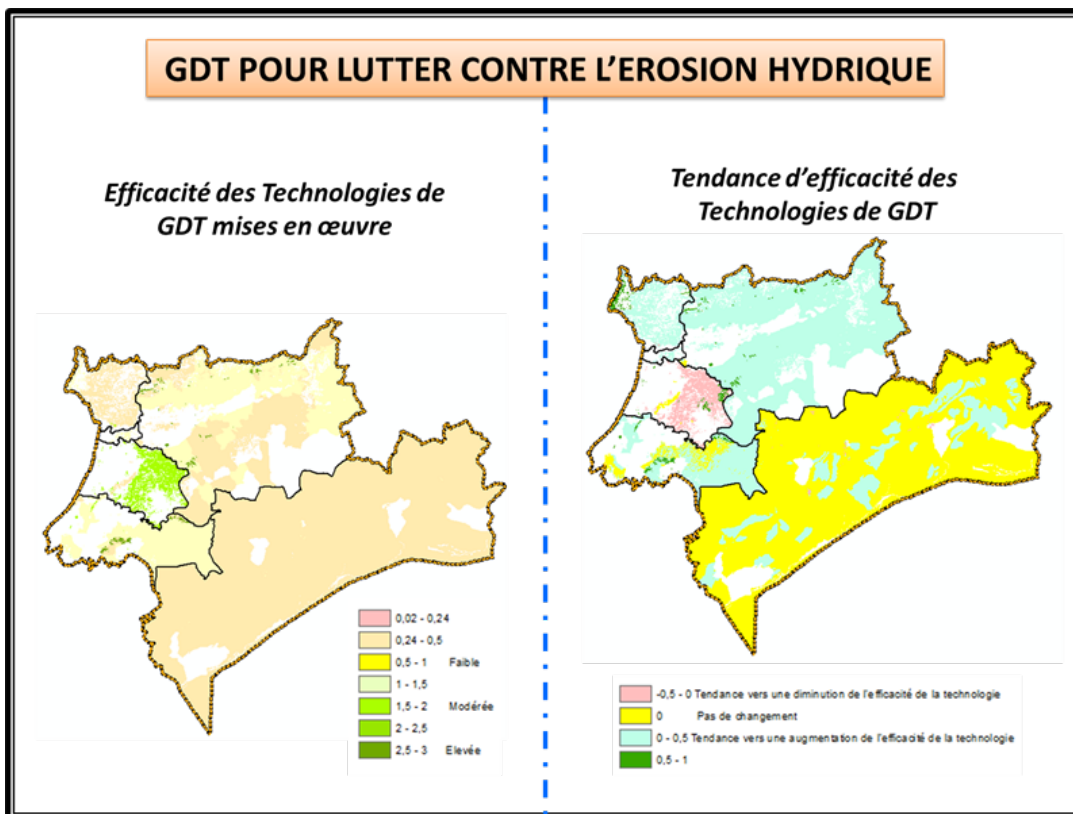 GDT POUR LUTTER CONTRE L'EROSION HYDRIQUE
Efficacité des Technologies de
GDT mises en œuvre
0,02 - 0,24
0,24 - 0,5
0,5 - 1 Faible
1 - 1,5
1,5 - 2 Modérée
2 - 2,5
2,5 - 3 Elevée
Tendance d'efficacité des
Technologies de GDT
-0,5 - 0 Tendance vers une diminution de l'efficacité de la technologie
0 Pas de changement
0 - 0,5 Tendance vers une augmentation de l'efficacité de la technologie
0,5 - 1